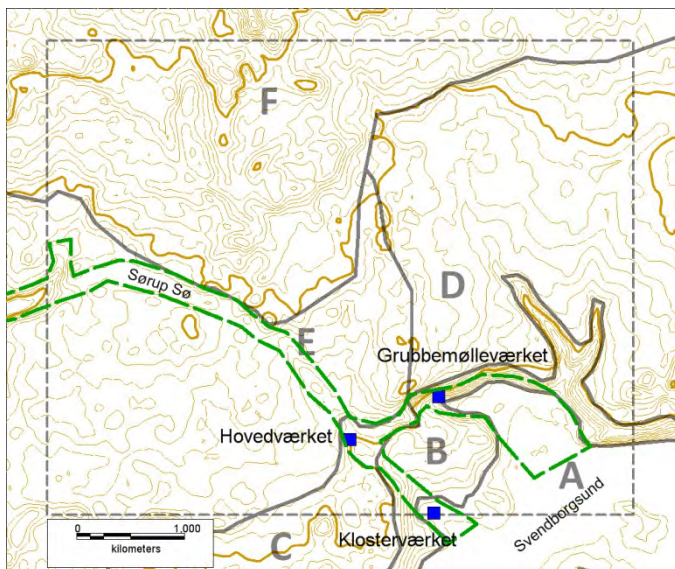 F
Sørup Sø
D
E
Grubbemølleværket
Hovedværket
B
A
Svendborgsund
Klosterværket
C
0 1,000
kilometers